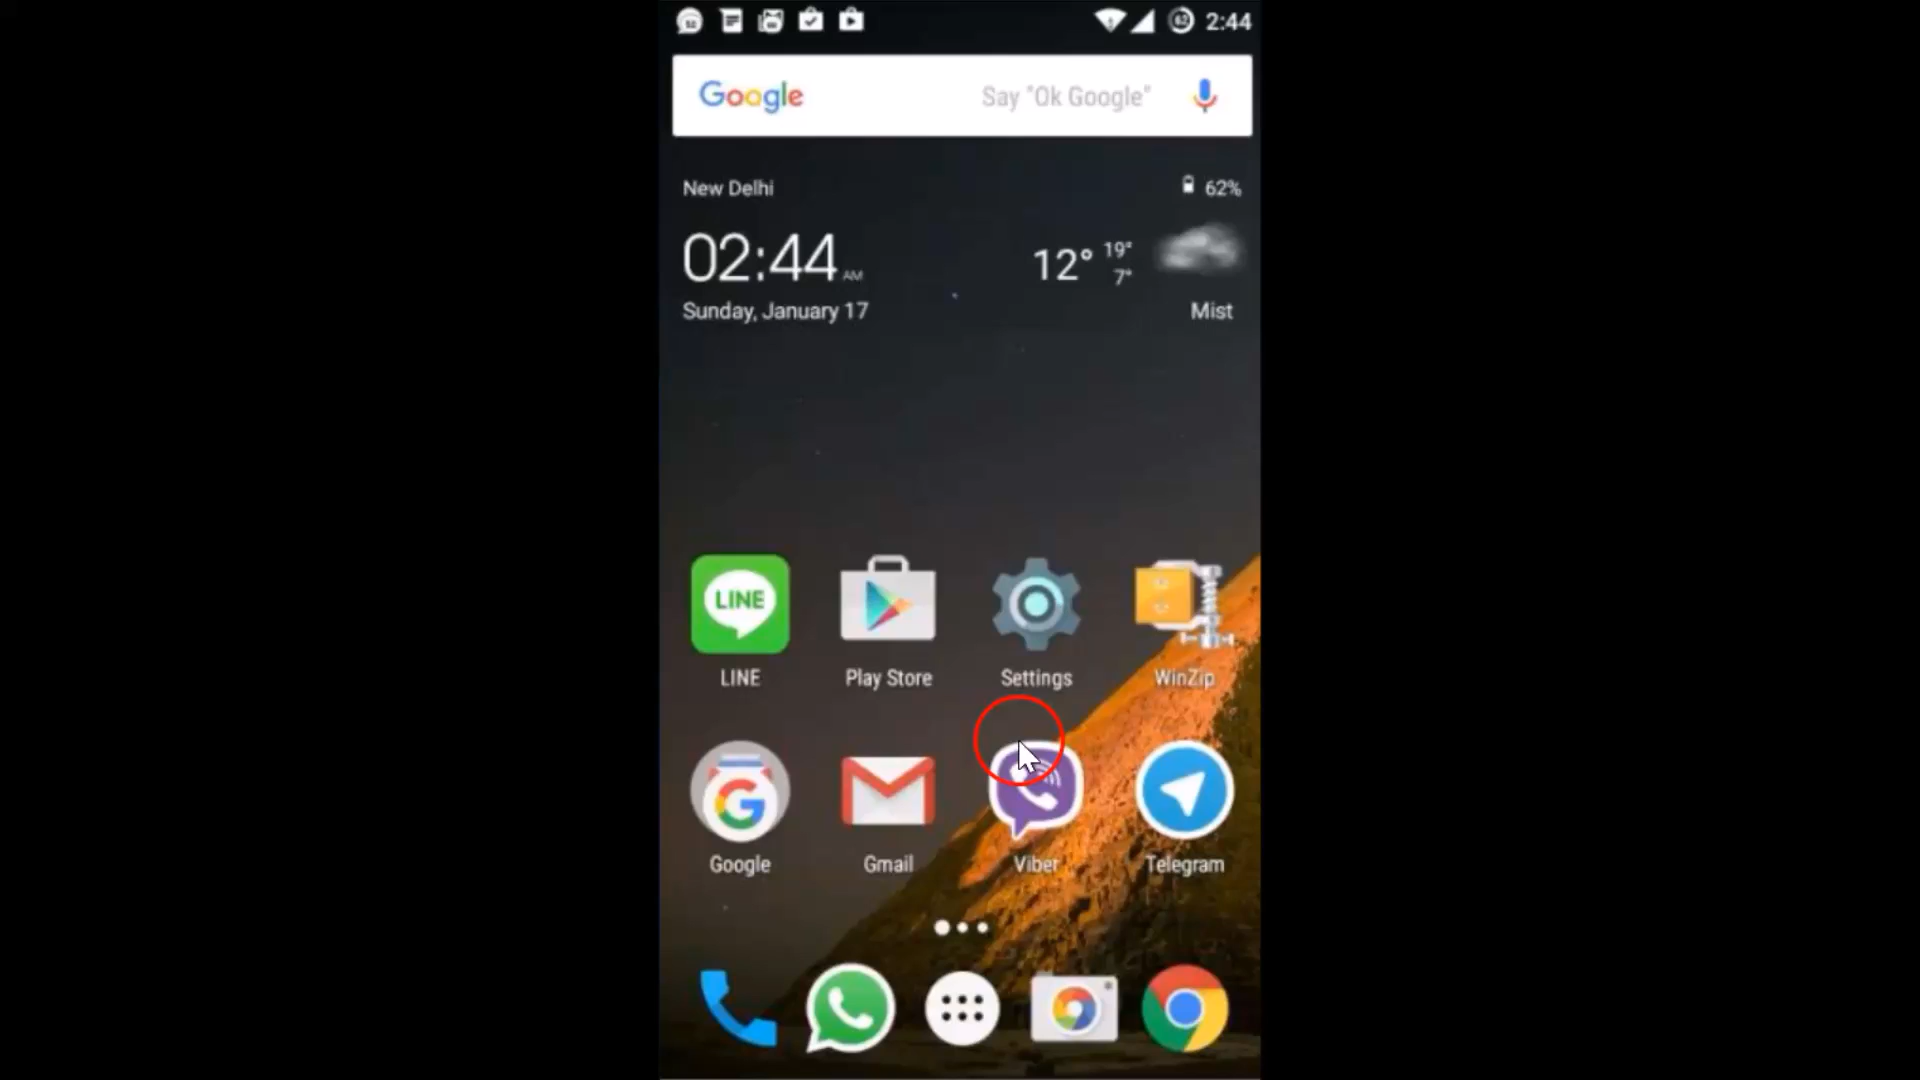 2:44
Google Say "Ok Google"
New Delhi 62%
02:44 AM 12° 19° 7°
Sunday, January 17 Mist
LINE
LINE Play Store Settings WinZip
Google Gmail Viber Telegram